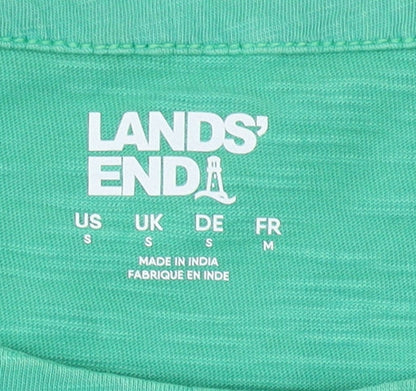 LANDS'
END
US UK DE FR
S S S M
MADE IN INDIA
FABRIQUE EN INDE